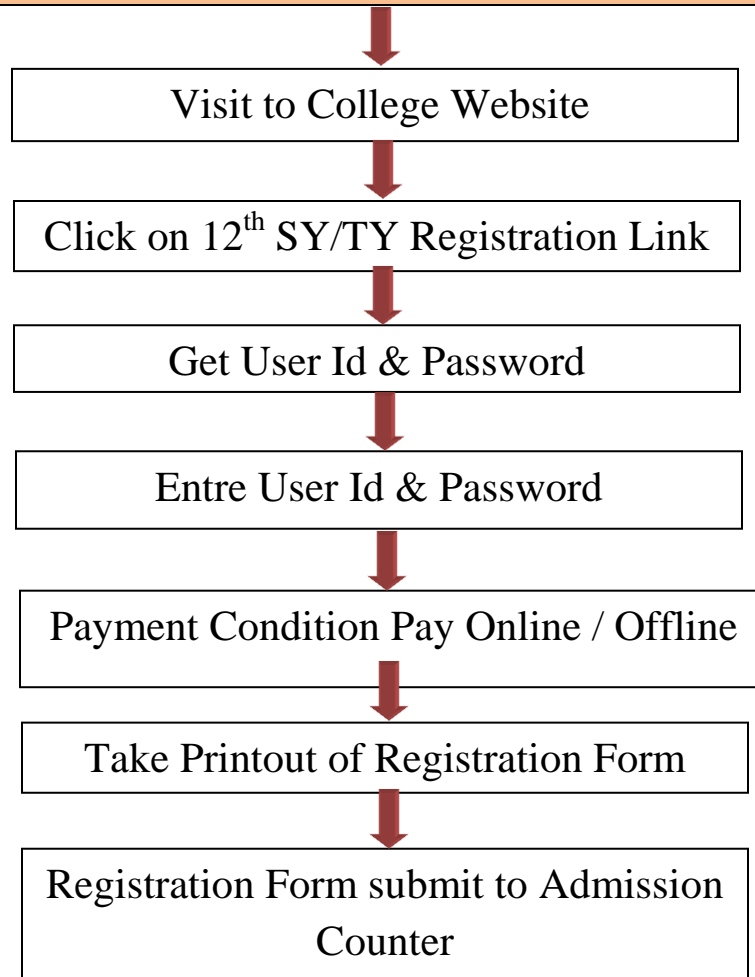 Visit to College Website
Click on 12th SY/TY Registration Link
Get User Id & Password
Entre User Id & Password
Payment Condition Pay Online / Offline
Take Printout of Registration Form
Registration Form submit to Admission
Counter